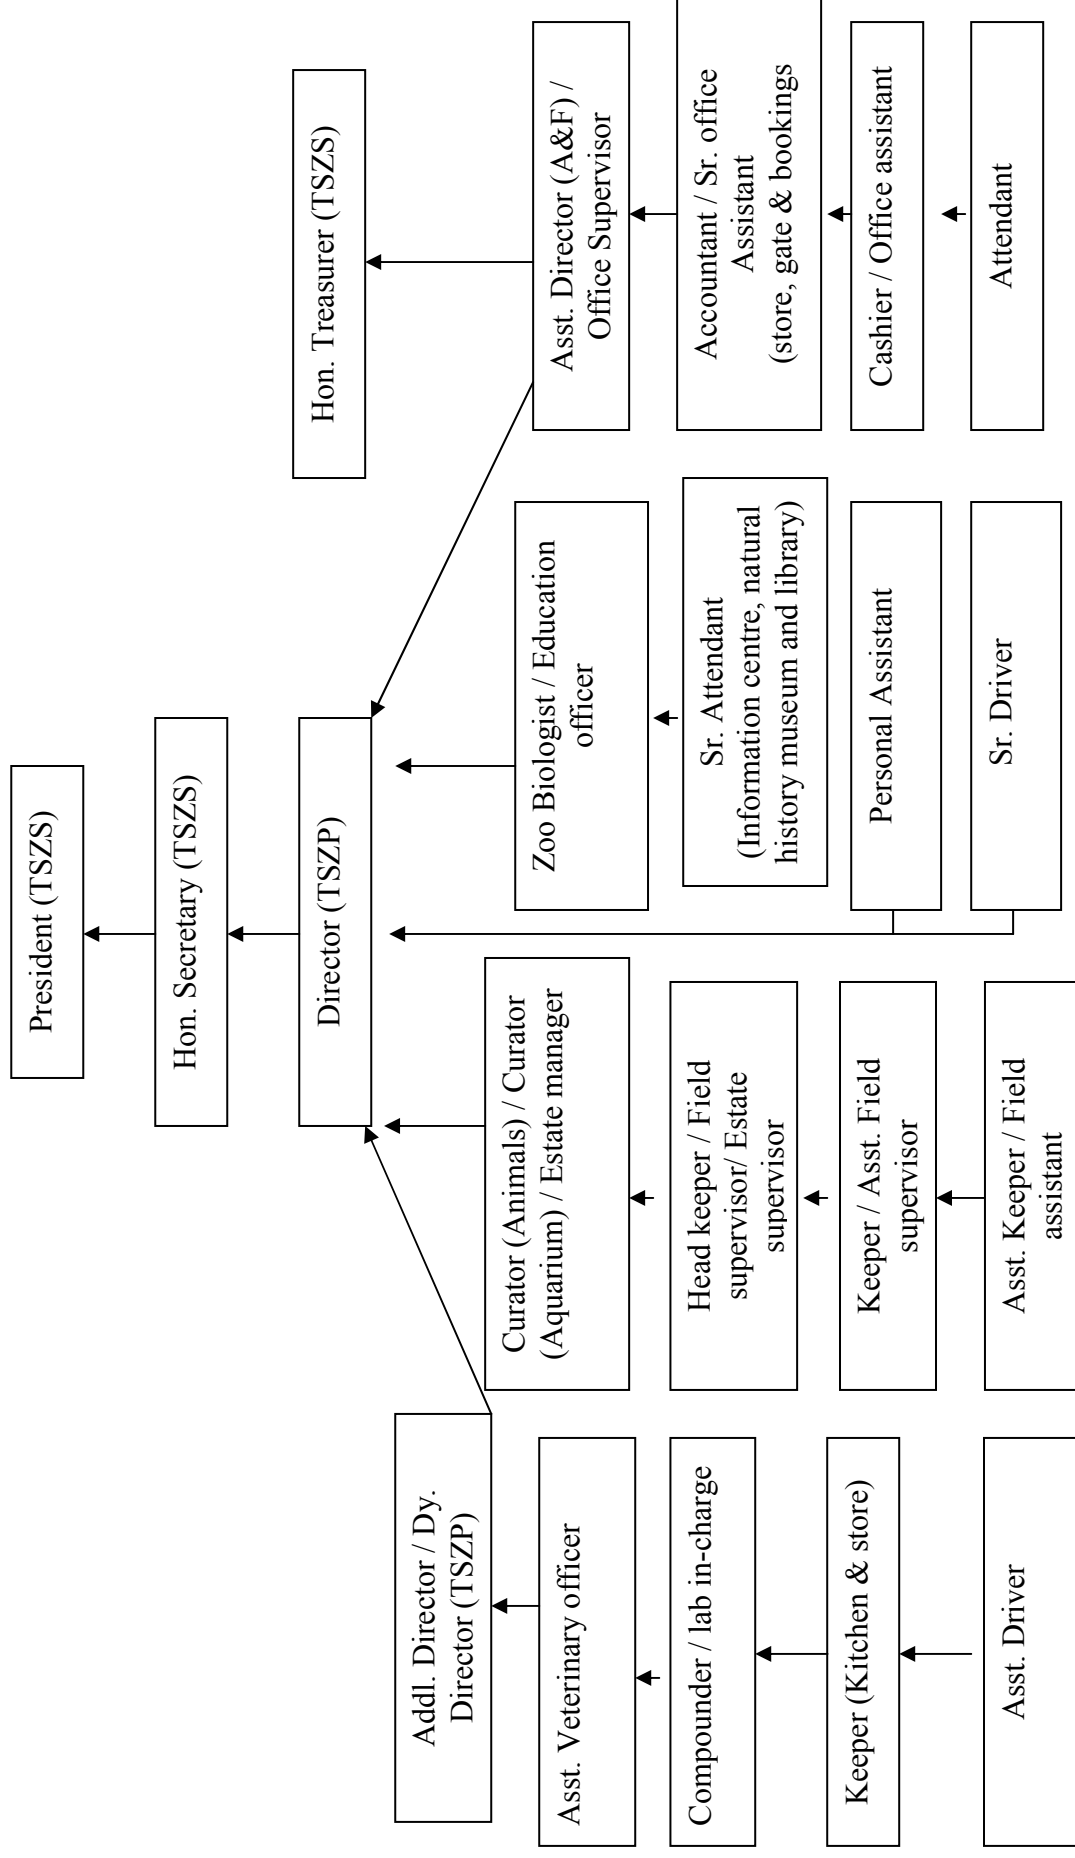 President (TSZS)
Hon. Secretary (TSZS)
Director (TSZP)
Hon. Treasurer (TSZS)
Addl. Director / Dy.
Director (TSZP)
Asst. Veterinary officer
Compounder / lab in-charge
Keeper (Kitchen & store)
Asst. Driver
Curator (Animals) / Curator
(Aquarium) / Estate manager
Head keeper / Field
supervisor/ Estate
supervisor
Keeper / Asst. Field
supervisor
Asst. Keeper / Field
assistant
Zoo Biologist / Education
officer
Sr. Attendant
(Information centre, natural
history museum and library)
Personal Assistant
Sr. Driver
Asst. Director (A&F) /
Office Supervisor
Accountant / Sr. office
Assistant
(store, gate & bookings
Cashier / Office assistant
Attendant